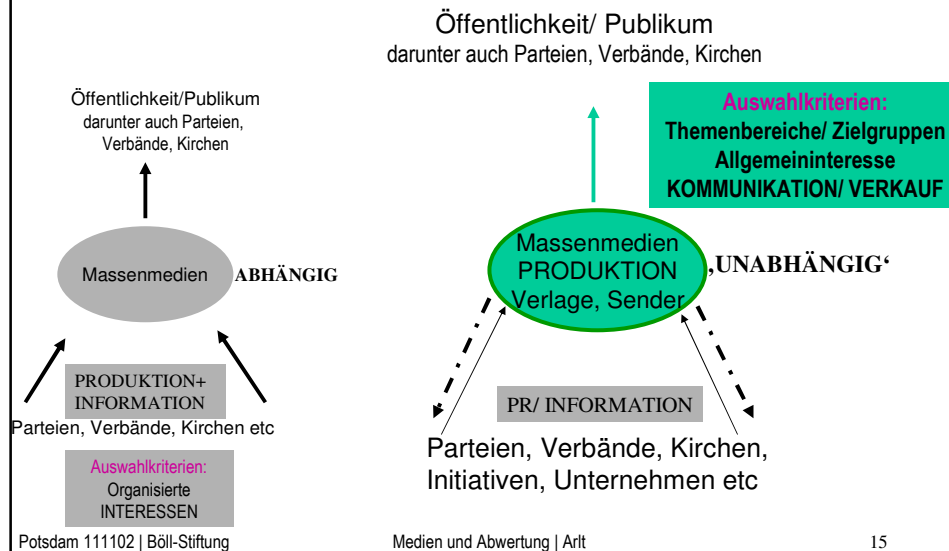 Öffentlichkeit/ Publikum
darunter auch Parteien, Verbände, Kirchen
Öffentlichkeit/Publikum
darunter auch Parteien,
Verbände, Kirchen
Auswahlkriterien:
Themenbereiche/ Zielgruppen
Allgemeininteresse
KOMMUNIKATION/ VERKAUF
Massenmedien
ABHÄNGIG
Massenmedien
PRODUKTION
Verlage, Sender
‚UNABHÄNGIG‘
PRODUKTION+
INFORMATION
Parteien, Verbände, Kirchen etc
Auswahlkriterien:
Organisierte
INTERESSEN
PR/ INFORMATION
Parteien, Verbände, Kirchen,
Initiativen, Unternehmen etc
Potsdam 111102 | Böll-Stiftung
Medien und Abwertung | Arlt
15